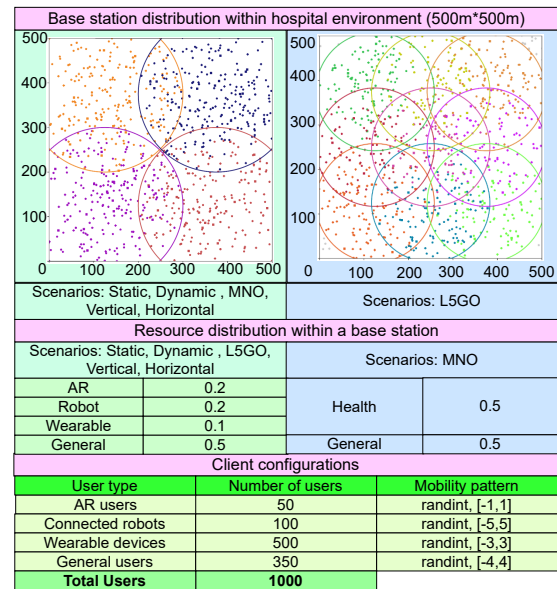 Base station distribution within hospital environment (500m*500m)
500
400
300
200
100
0 100 200 300 400 500
500
400
300
200
100
0 100 200 300 400 500
Scenarios: Static, Dynamic , MNO,
Vertical, Horizontal
Scenarios: L5GO
Resource distribution within a base station
Scenarios: Static, Dynamic , L5GO,
Vertical, Horizontal
Scenarios: MNO
AR 0.2
Robot 0.2
Wearable 0.1
General 0.5
Health 0.5
General 0.5
Client configurations
User type Number of users Mobility pattern
AR users 50 randint, [-1,1]
Connected robots 100 randint, [-5,5]
Wearable devices 500 randint, [-3,3]
General users 350 randint, [-4,4]
Total Users 1000